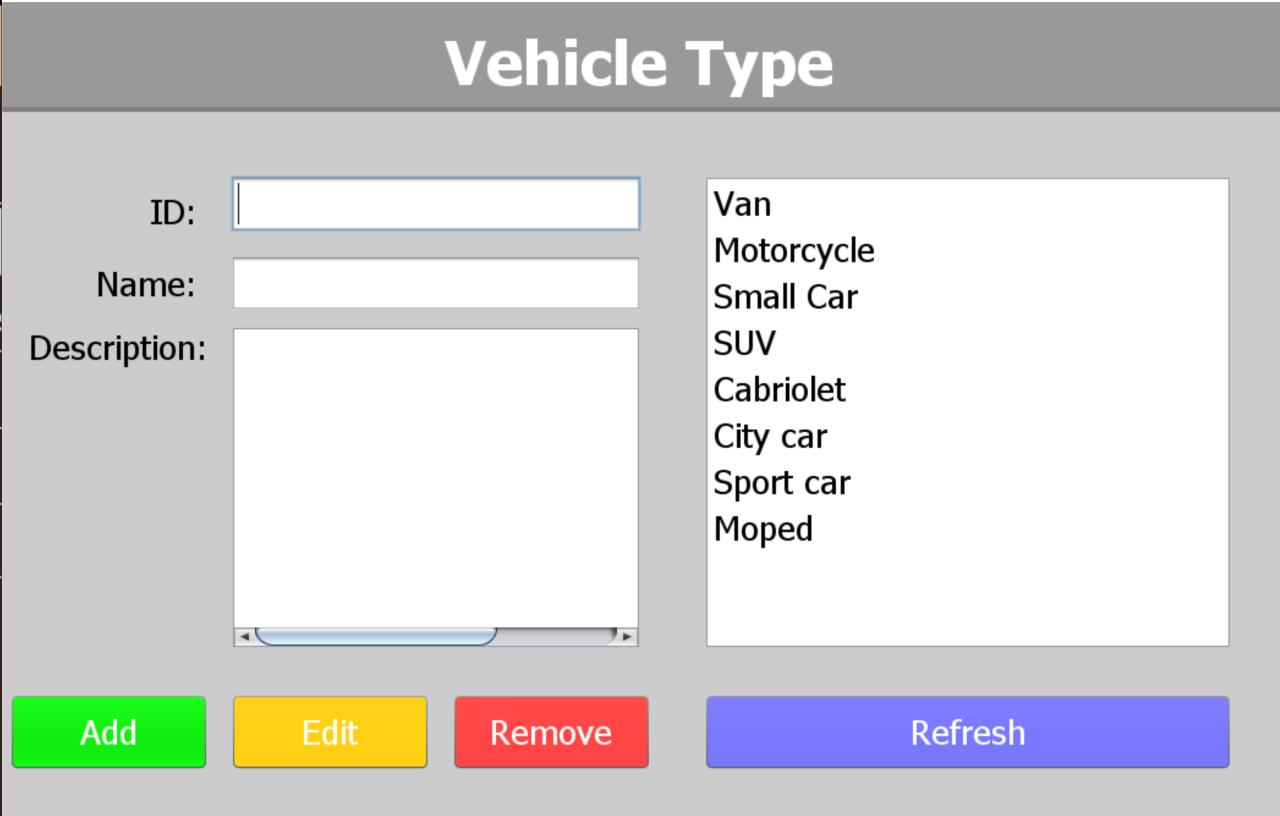 Vehicle Type
ID:
Name:
Description:
Van
Motorcycle
Small Car
SUV
Cabriolet
City car
Sport car
Moped
Add
Edit
Remove
Refresh